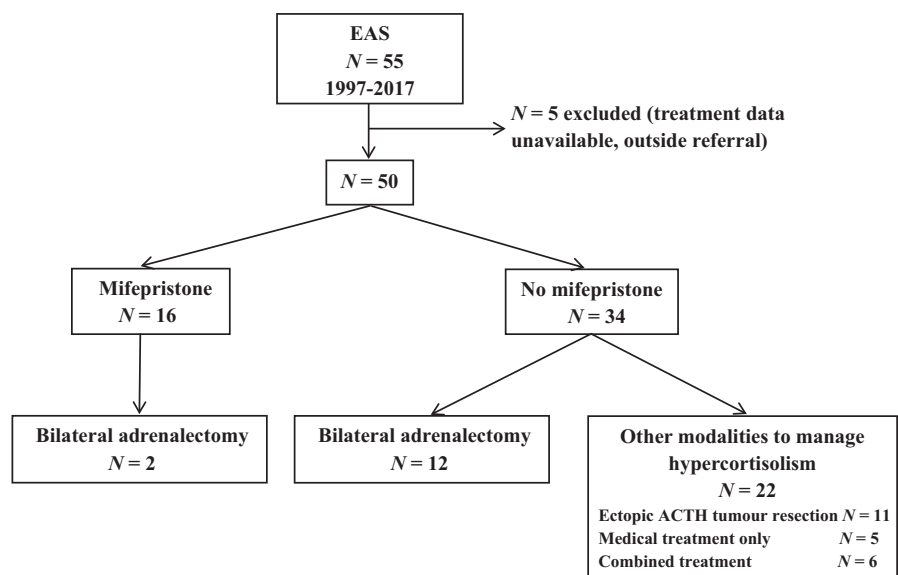 EAS
N = 55
1997-2017
N = 5 excluded (treatment data
unavailable, outside referral)
N = 50
Mifepristone
N = 16
No mifepristone
N = 34
Bilateral adrenalectomy
N = 2
Bilateral adrenalectomy
N = 12
Other modalities to manage
hypercortisolism
N = 22
Ectopic ACTH tumour resection N = 11
Medical treatment only N = 5
Combined treatment N = 6